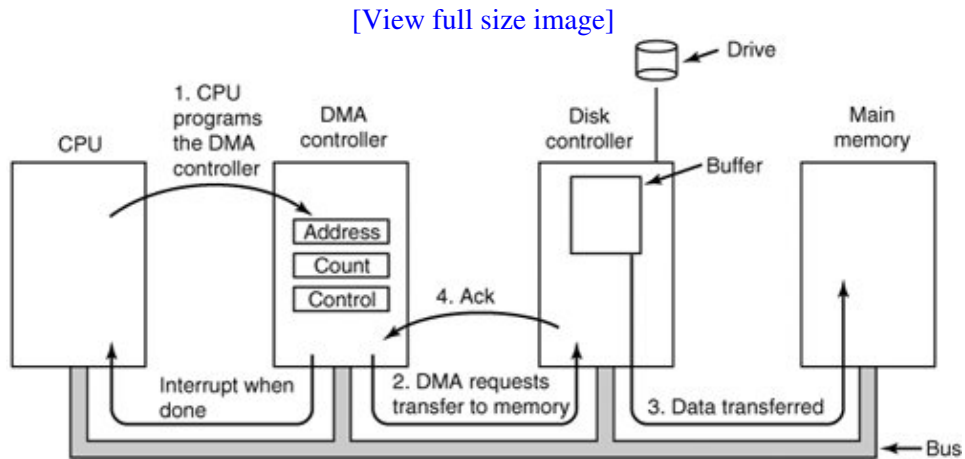 [View full size image]
Drive
1. CPU
programs
the DMA
controller
CPU
DMA
controller
Disk
controller
Main
memory
Buffer
Address
Count
Control
4. Ack
Interrupt when
done
2. DMA requests
transfer to memory
3. Data transferred
Bus